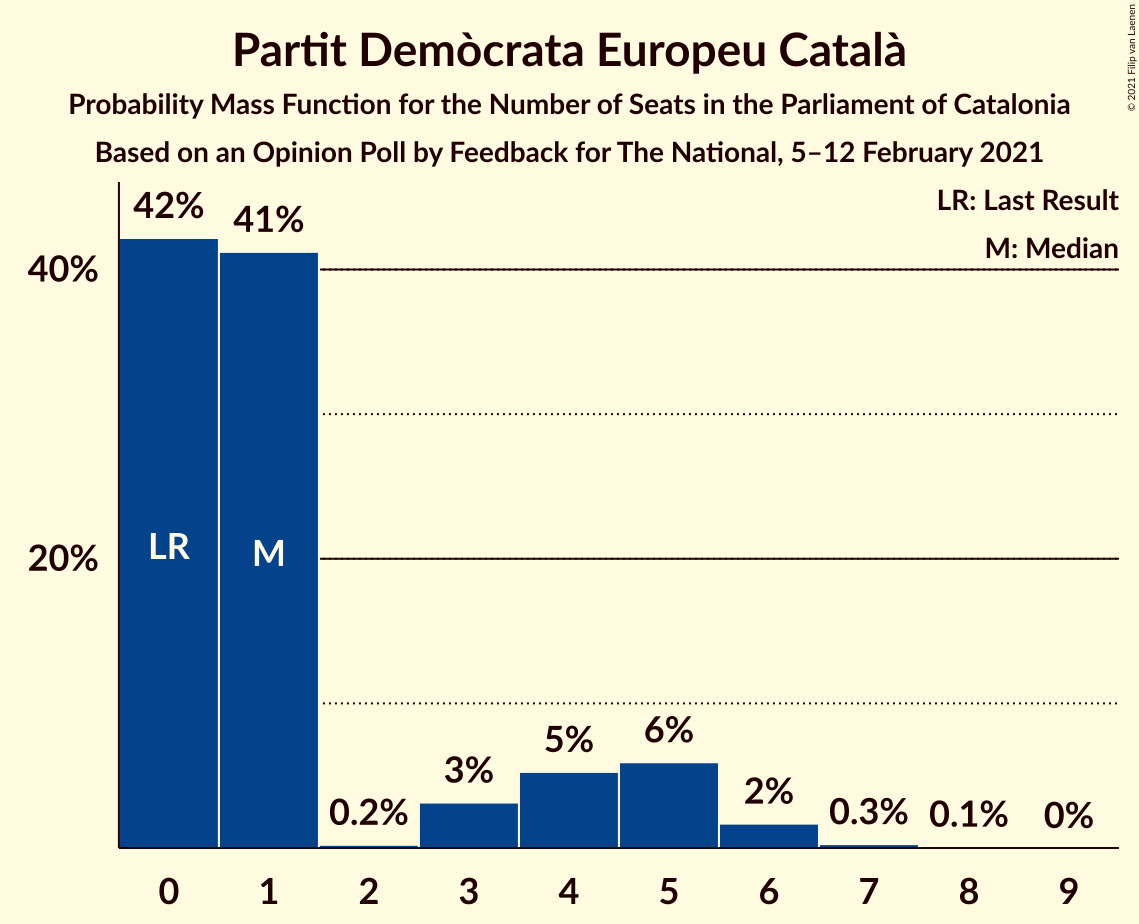 Partit Demòcrata Europeu Català
Probability Mass Function for the Number of Seats in the Parliament of Catalonia
Based on an Opinion Poll by Feedback for The National, 5–12 February 2021
© 2021 Filip van Laenen
LR: Last Result
M: Median
42%
41%
40%
20%
LR
M
0.2%
3%
5%
6%
2%
0.3%
0.1%
0%
0
1
2
3
4
5
6
7
8
9